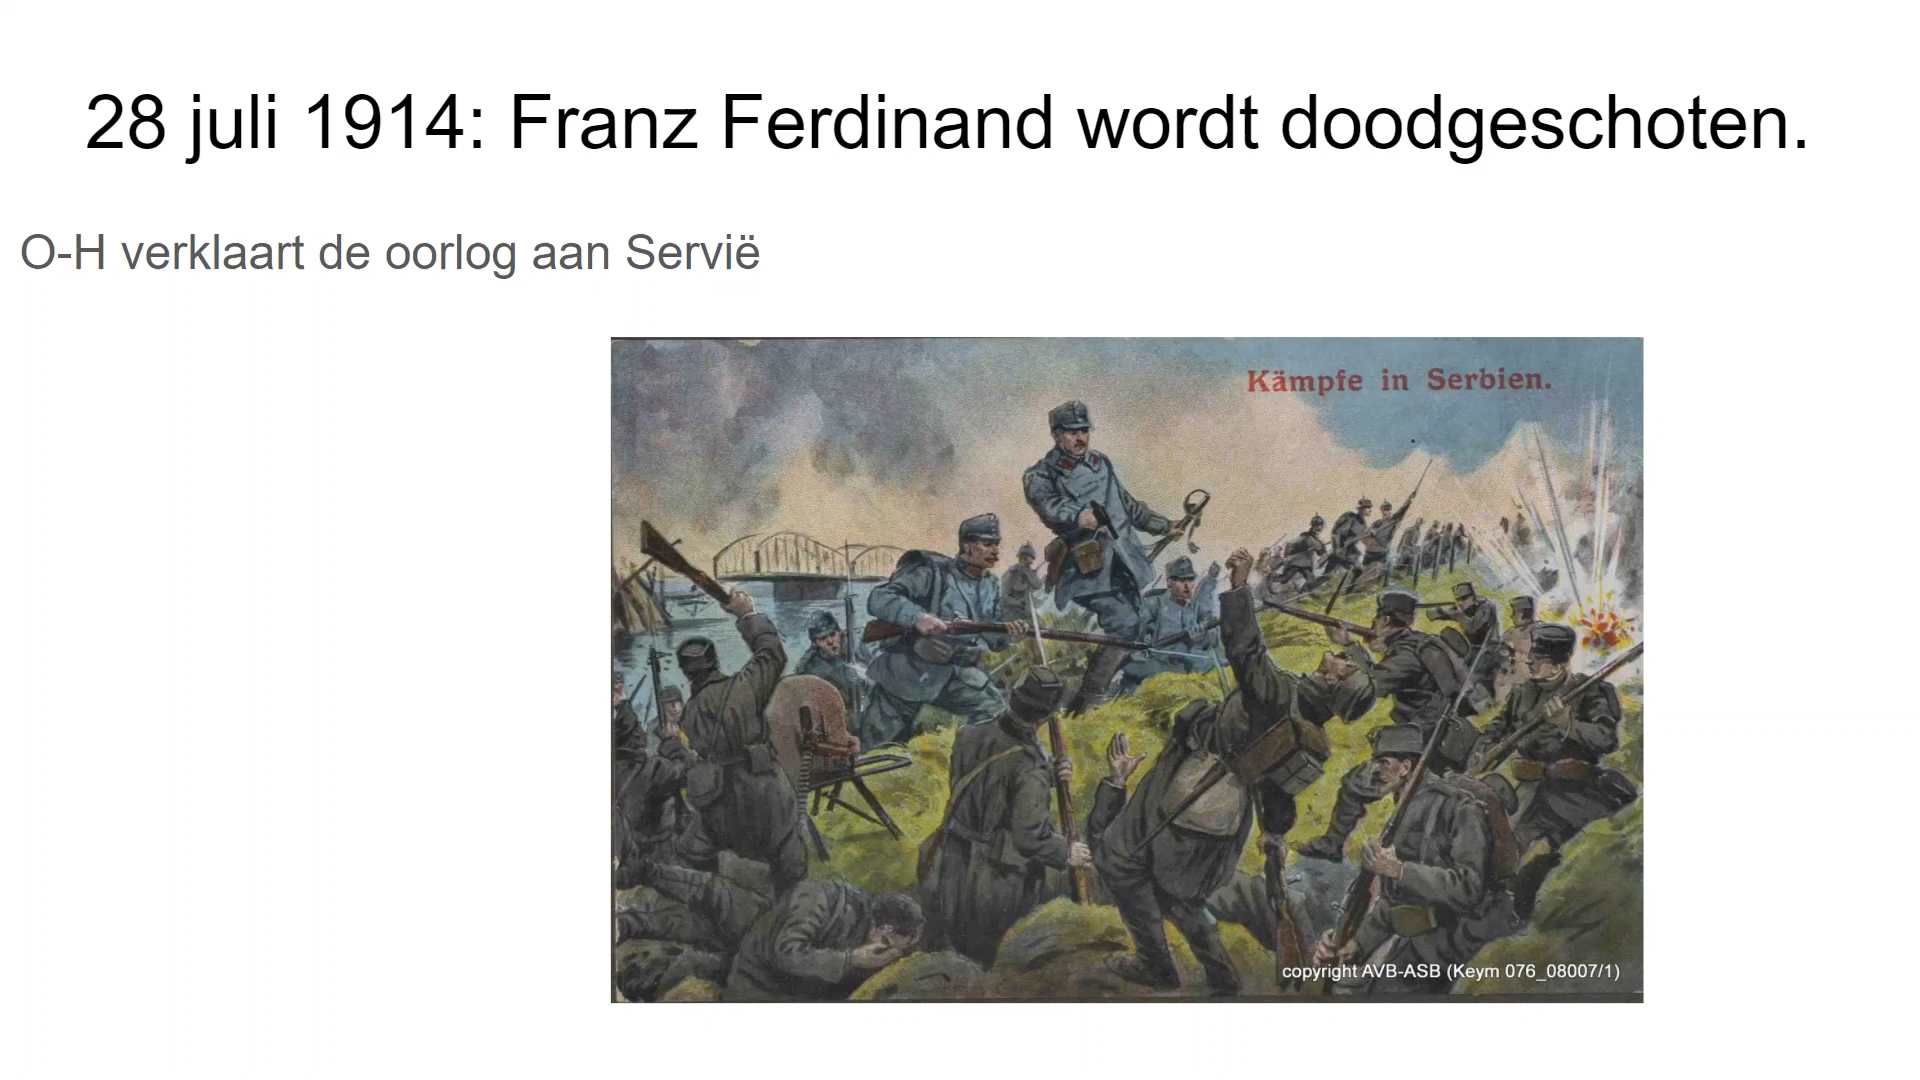 28 juli 1914: Franz Ferdinand wordt doodgeschoten.
O-H verklaart de oorlog aan Servië
Kämpfe in Serbien.
copyright AVB-ASB (Keym 076_08007/1)